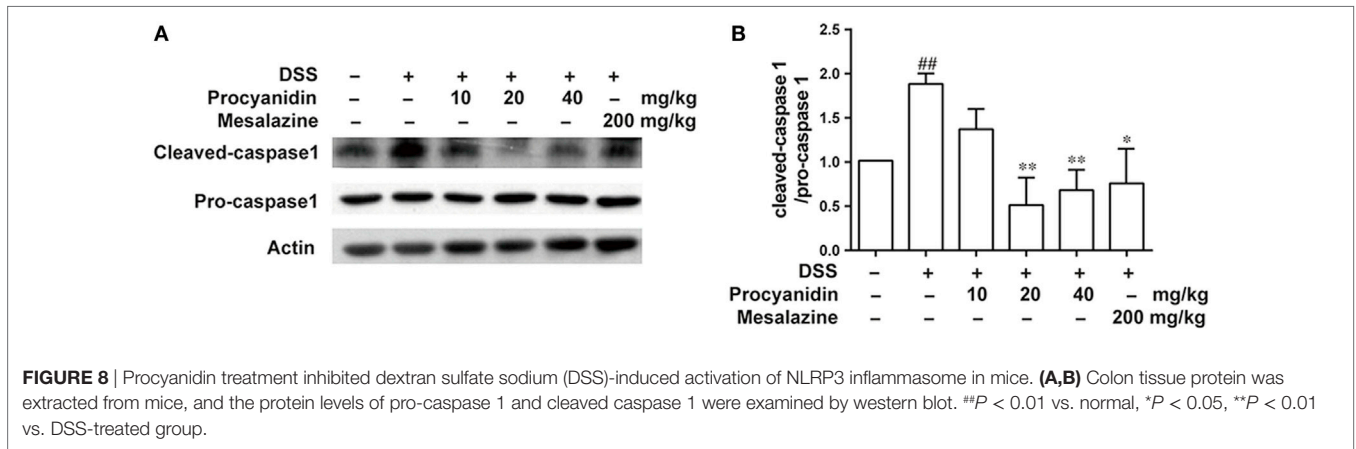 A
DSS – + + + + +
Procyanidin – – 10 20 40 – mg/kg
Mesalazine – – – – – 200 mg/kg
Cleaved-caspase1
Pro-caspase1
Actin
B
cleaved-caspase 1
/pro-caspase 1
2.5
2.0
1.5
1.0
0.5
0.0
##
**
**
*
DSS – + + + + +
Procyanidin – – 10 20 40 – mg/kg
Mesalazine – – – – – 200 mg/kg
FIGURE 8 | Procyanidin treatment inhibited dextran sulfate sodium (DSS)-induced activation of NLRP3 inflammasome in mice. (A,B) Colon tissue protein was
extracted from mice, and the protein levels of pro-caspase 1 and cleaved caspase 1 were examined by western blot. ##P < 0.01 vs. normal, *P < 0.05, **P < 0.01
vs. DSS-treated group.